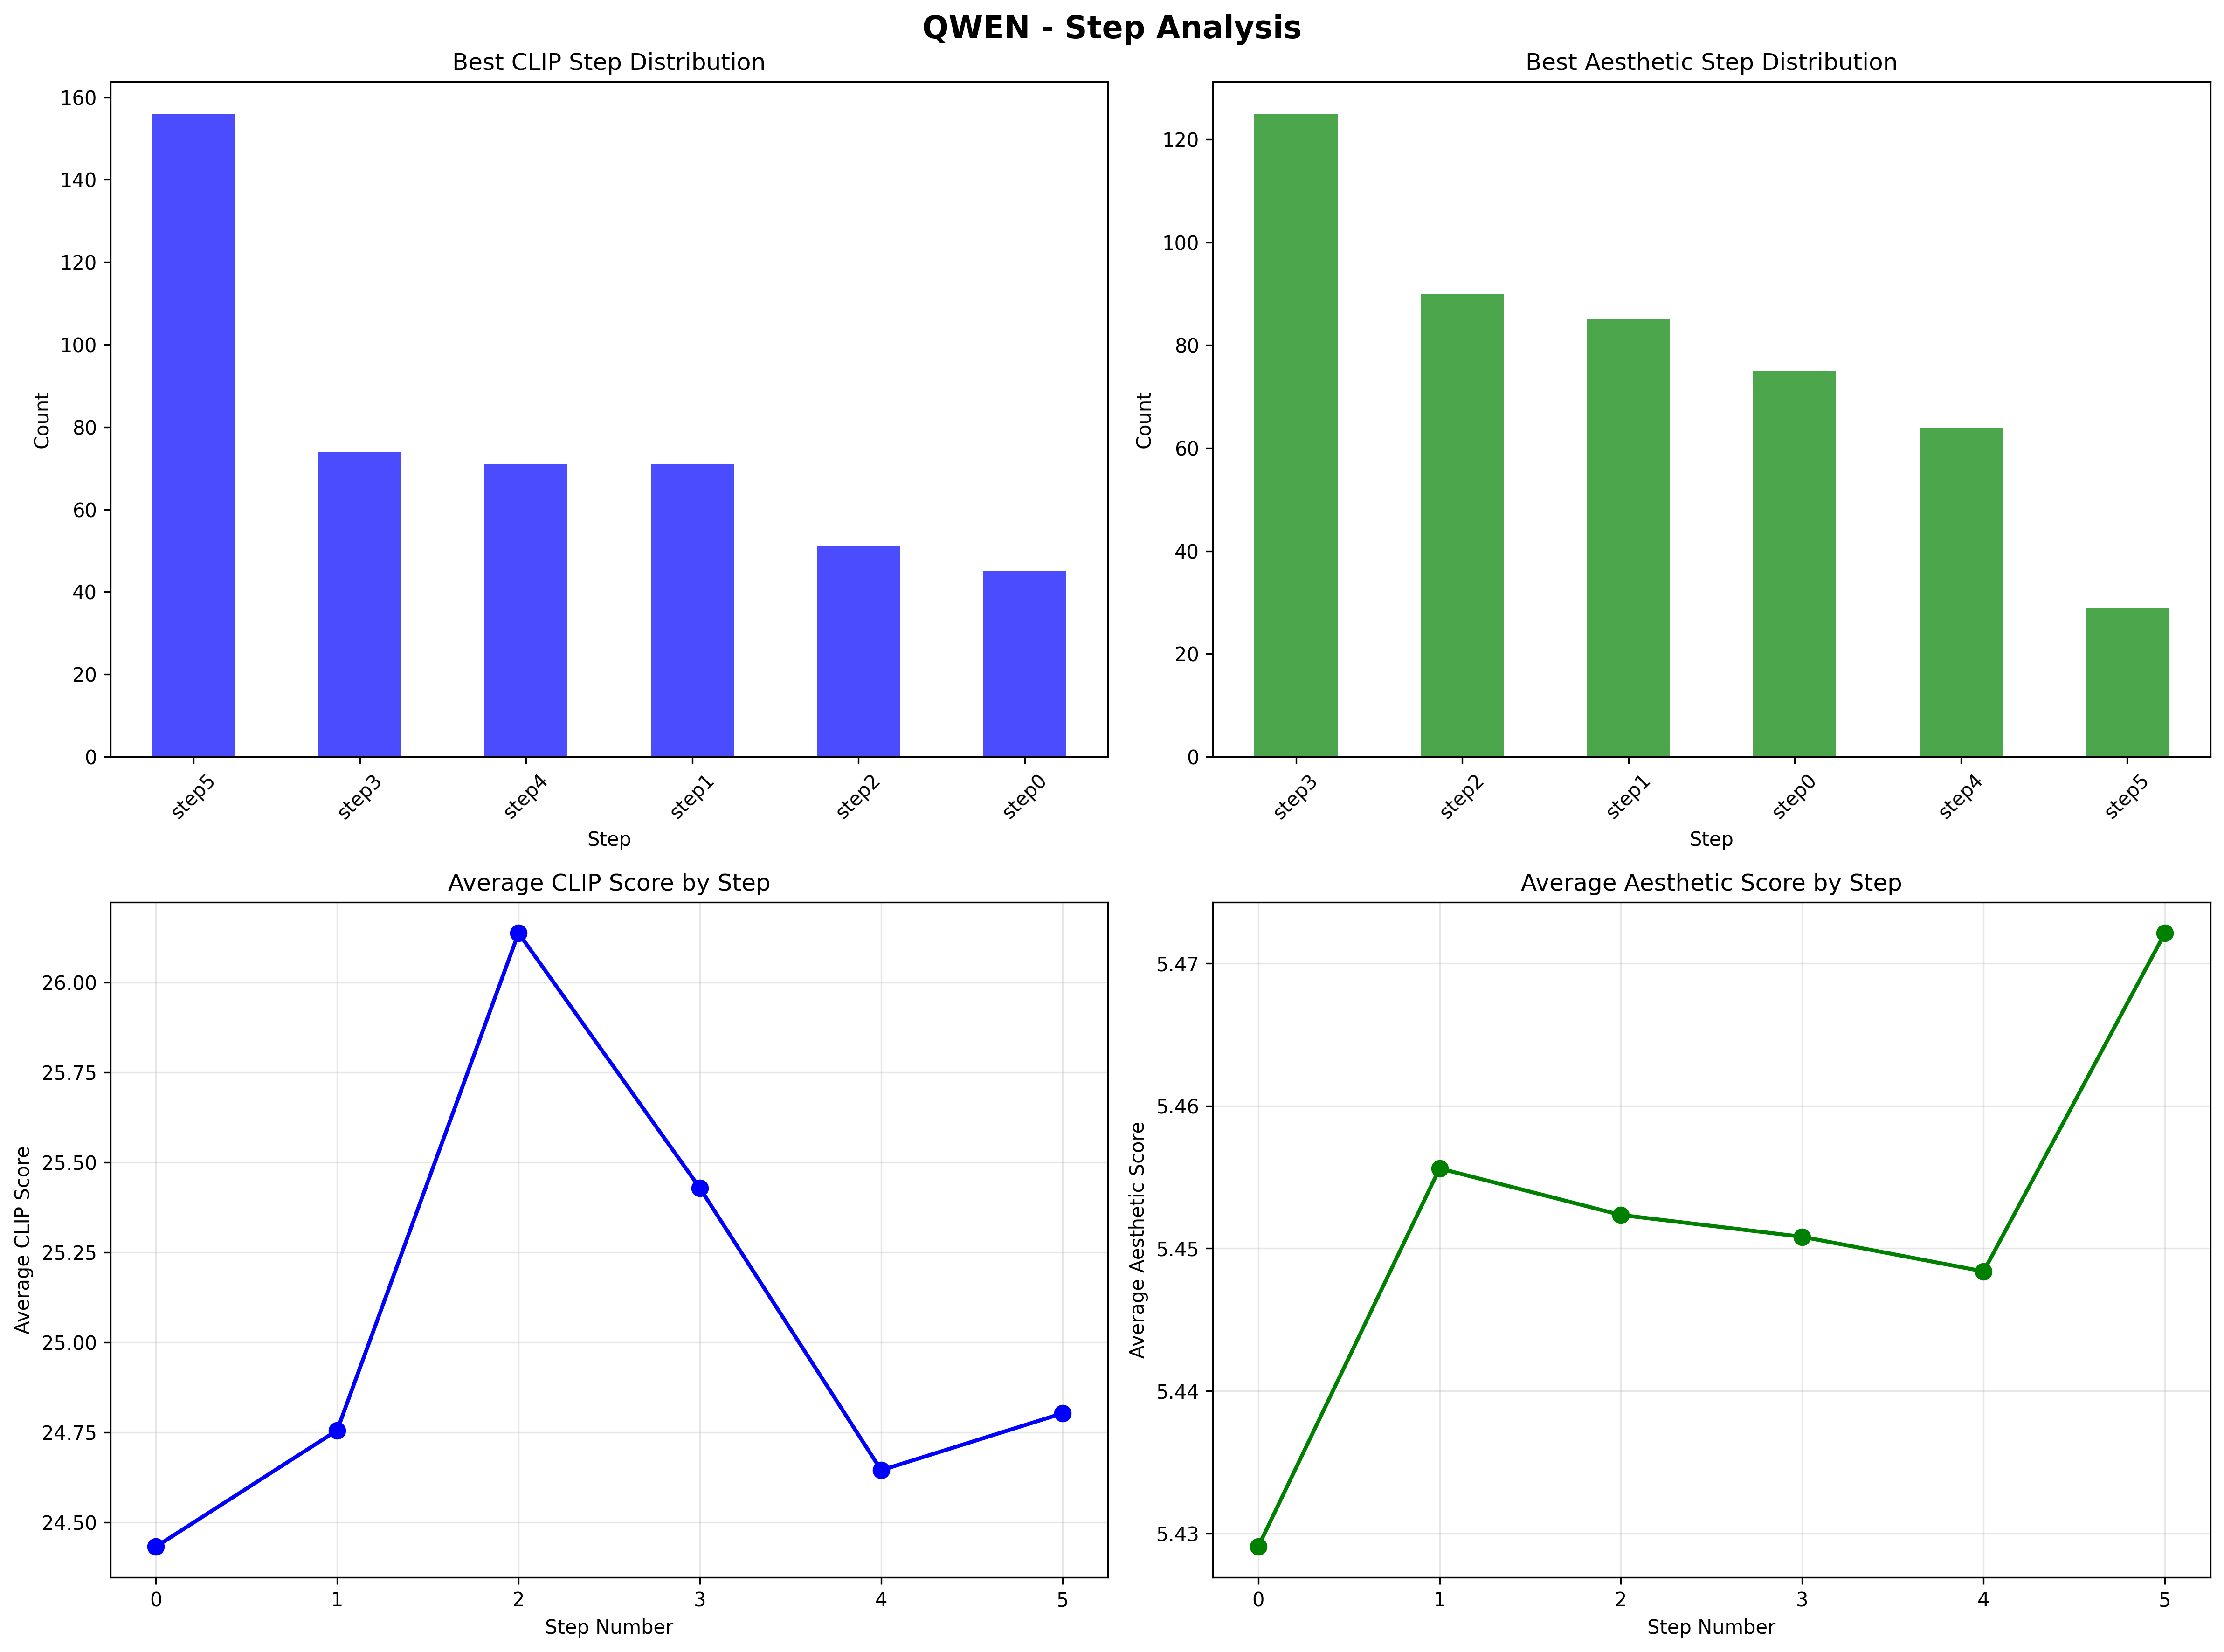 QWEN - Step Analysis
Best CLIP Step Distribution
Count
160
140
120
100
80
60
40
20
0
step5
step3
step4
step1
step2
step0
Step
Best Aesthetic Step Distribution
Count
120
100
80
60
40
20
0
step3
step2
step1
step0
step4
step5
Step
Average CLIP Score by Step
Average CLIP Score
26.00
25.75
25.50
25.25
25.00
24.75
24.50
0 1 2 3 4 5
Step Number
Average Aesthetic Score by Step
Average Aesthetic Score
5.47
5.46
5.45
5.44
5.43
0 1 2 3 4 5
Step Number